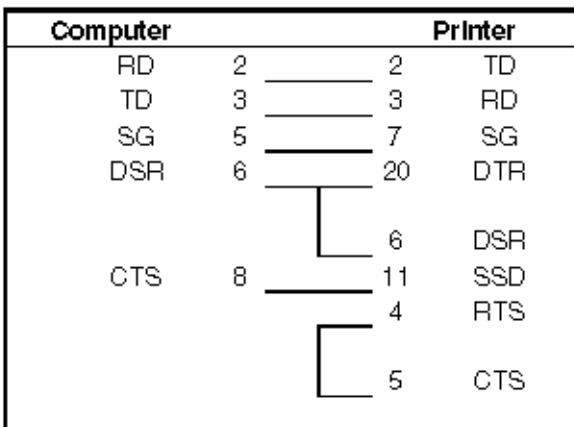 Computer Printer
RD 2 2 TD
TD 3 3 RD
SG 5 7 SG
DSR 6 20 DTR
6 DSR
CTS 8 11 SSD
4 RTS
5 CTS